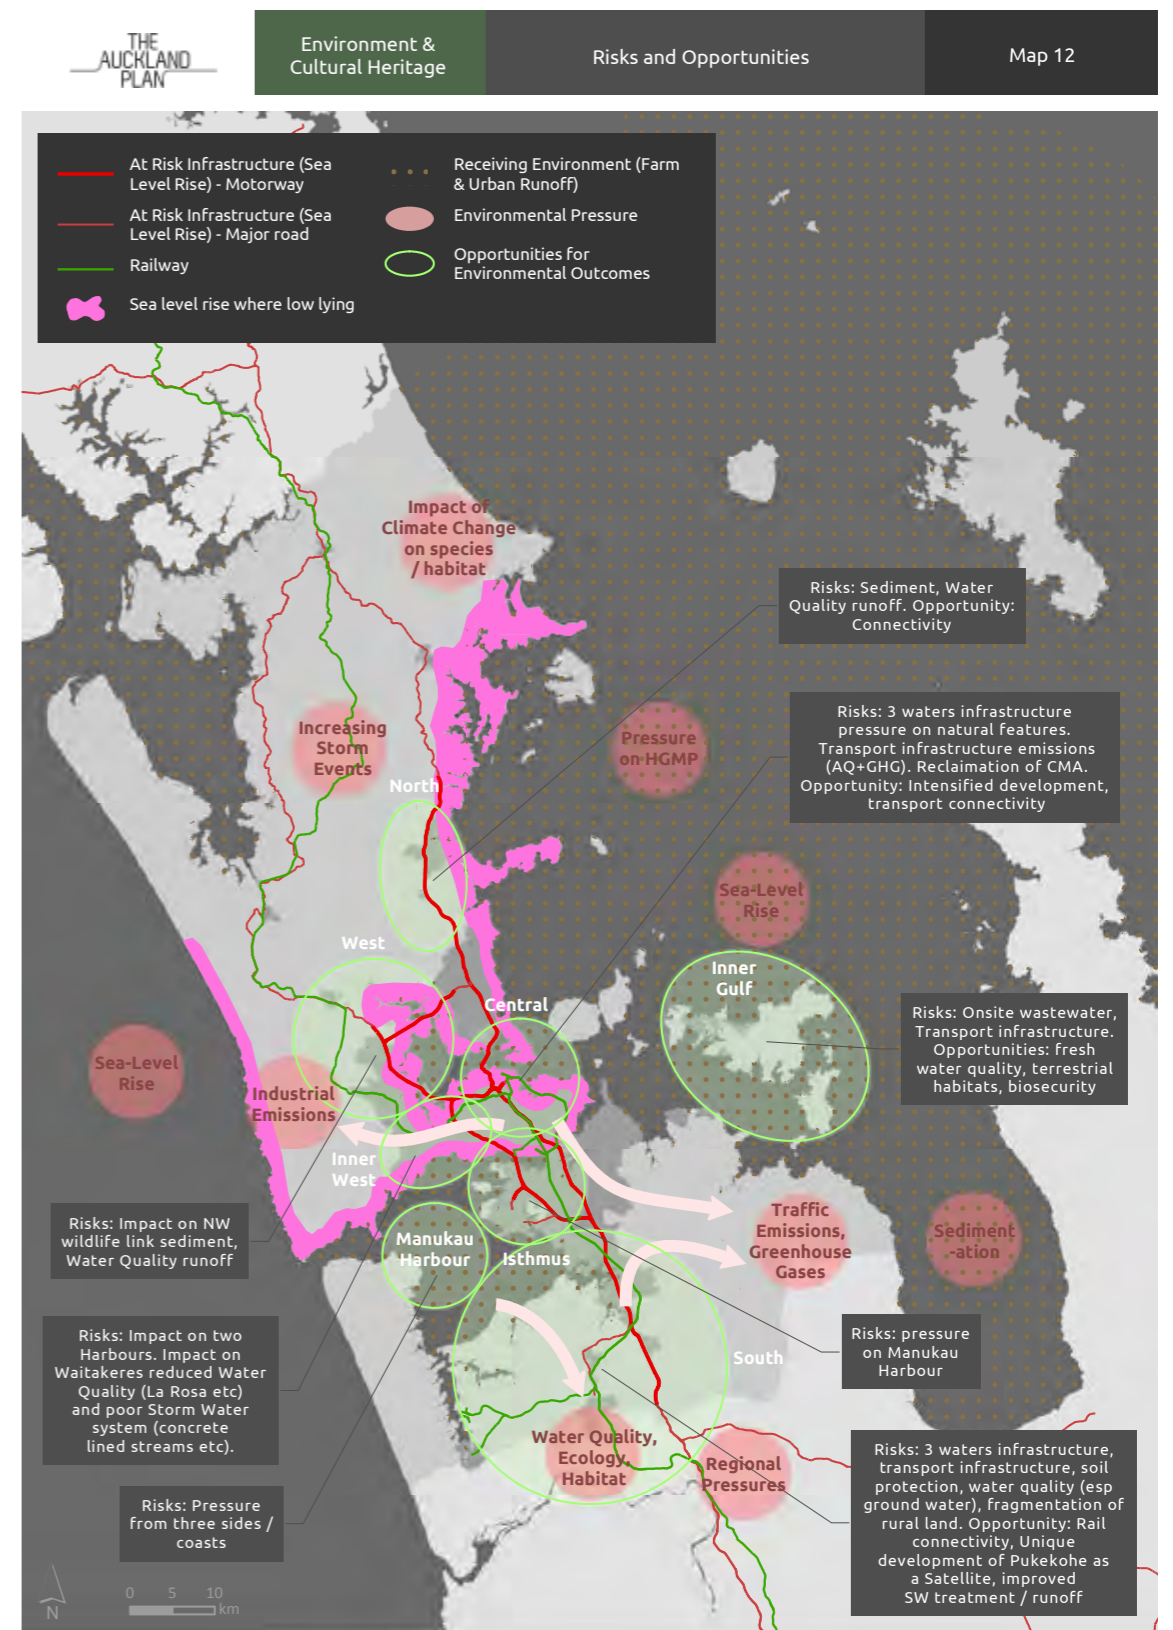 THE
AUCKLAND
PLAN
Environment &
Cultural Heritage
Risks and Opportunities
Map 12
At Risk Infrastructure (Sea
Level Rise) - Motorway
At Risk Infrastructure (Sea
Level Rise) - Major road
Railway
Sea level rise where low lying
Receiving Environment (Farm
& Urban Runoff)
Environmental Pressure
Opportunities for
Environmental Outcomes
Impact of
Climate Change
on species
/ habitat
Risks: Sediment, Water
Quality runoff. Opportunity:
Connectivity
Increasing
Storm
Events
Pressure
on HGMP
Risks: 3 waters infrastructure
pressure on natural features.
Transport infrastructure emissions
(AQ+GHG). Reclaimation of CMA.
Opportunity: Intensified development,
transport connectivity
North
Sea-Level
Rise
West
Inner
Gulf
Central
Risks: Onsite wastewater,
Transport infrastructure.
Opportunities: fresh
water quality, terrestrial
habitats, biosecurity
Sea-Level
Rise
Industrial
Emissions
Inner
West
Risks: Impact on NW
wildlife link sediment,
Water Quality runoff
Manukau
Harbour
Isthmus
Traffic
Emissions,
Greenhouse
Gases
Sediment
-ation
Risks: Impact on two
Harbours. Impact on
Waitakeres reduced Water
Quality (La Rosa etc)
and poor Storm Water
system (concrete
lined streams etc).
South
Risks: pressure
on Manukau
Harbour
Water Quality,
Ecology,
Habitat
Regional
Pressures
Risks: Pressure
from three sides /
coasts
Risks: 3 waters infrastructure,
transport infrastructure, soil
protection, water quality (esp
ground water), fragmentation of
rural land. Opportunity: Rail
connectivity, Unique
development of Pukekohe as
a Satellite, improved
SW treatment / runoff
N
0 5 10
km